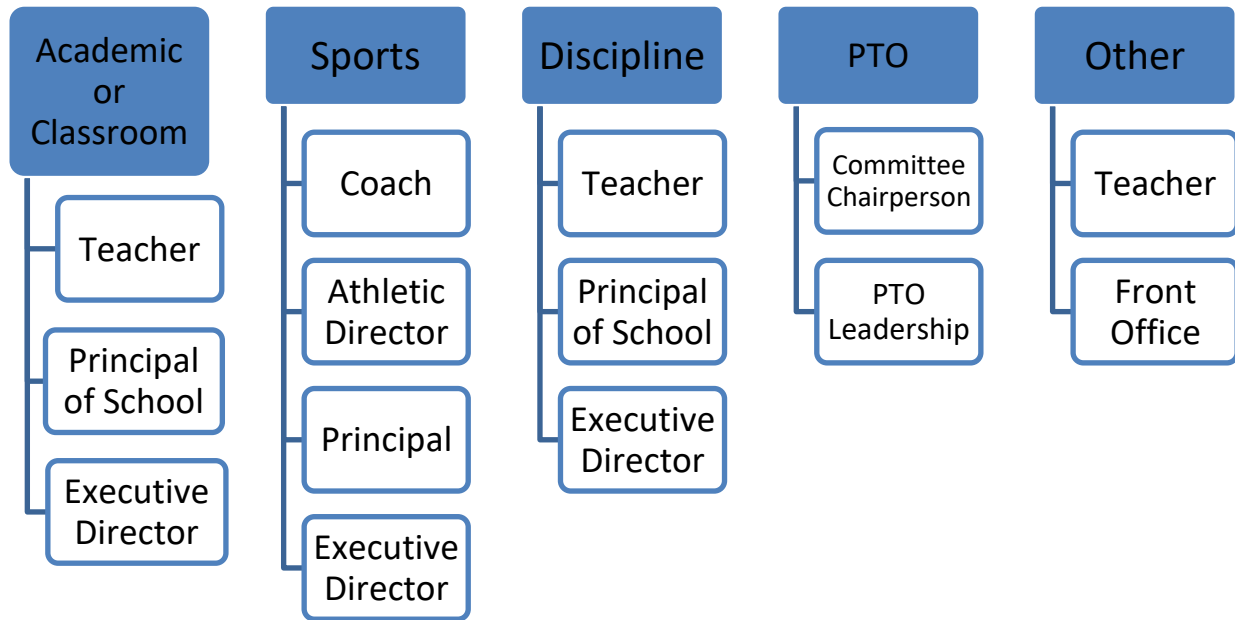 Academic
or
Classroom
Teacher
Principal
of School
Executive
Director
Sports
Coach
Athletic
Director
Principal
Executive
Director
Discipline
Teacher
Principal
of School
Executive
Director
PTO
Committee
Chairperson
PTO
Leadership
Other
Teacher
Front
Office